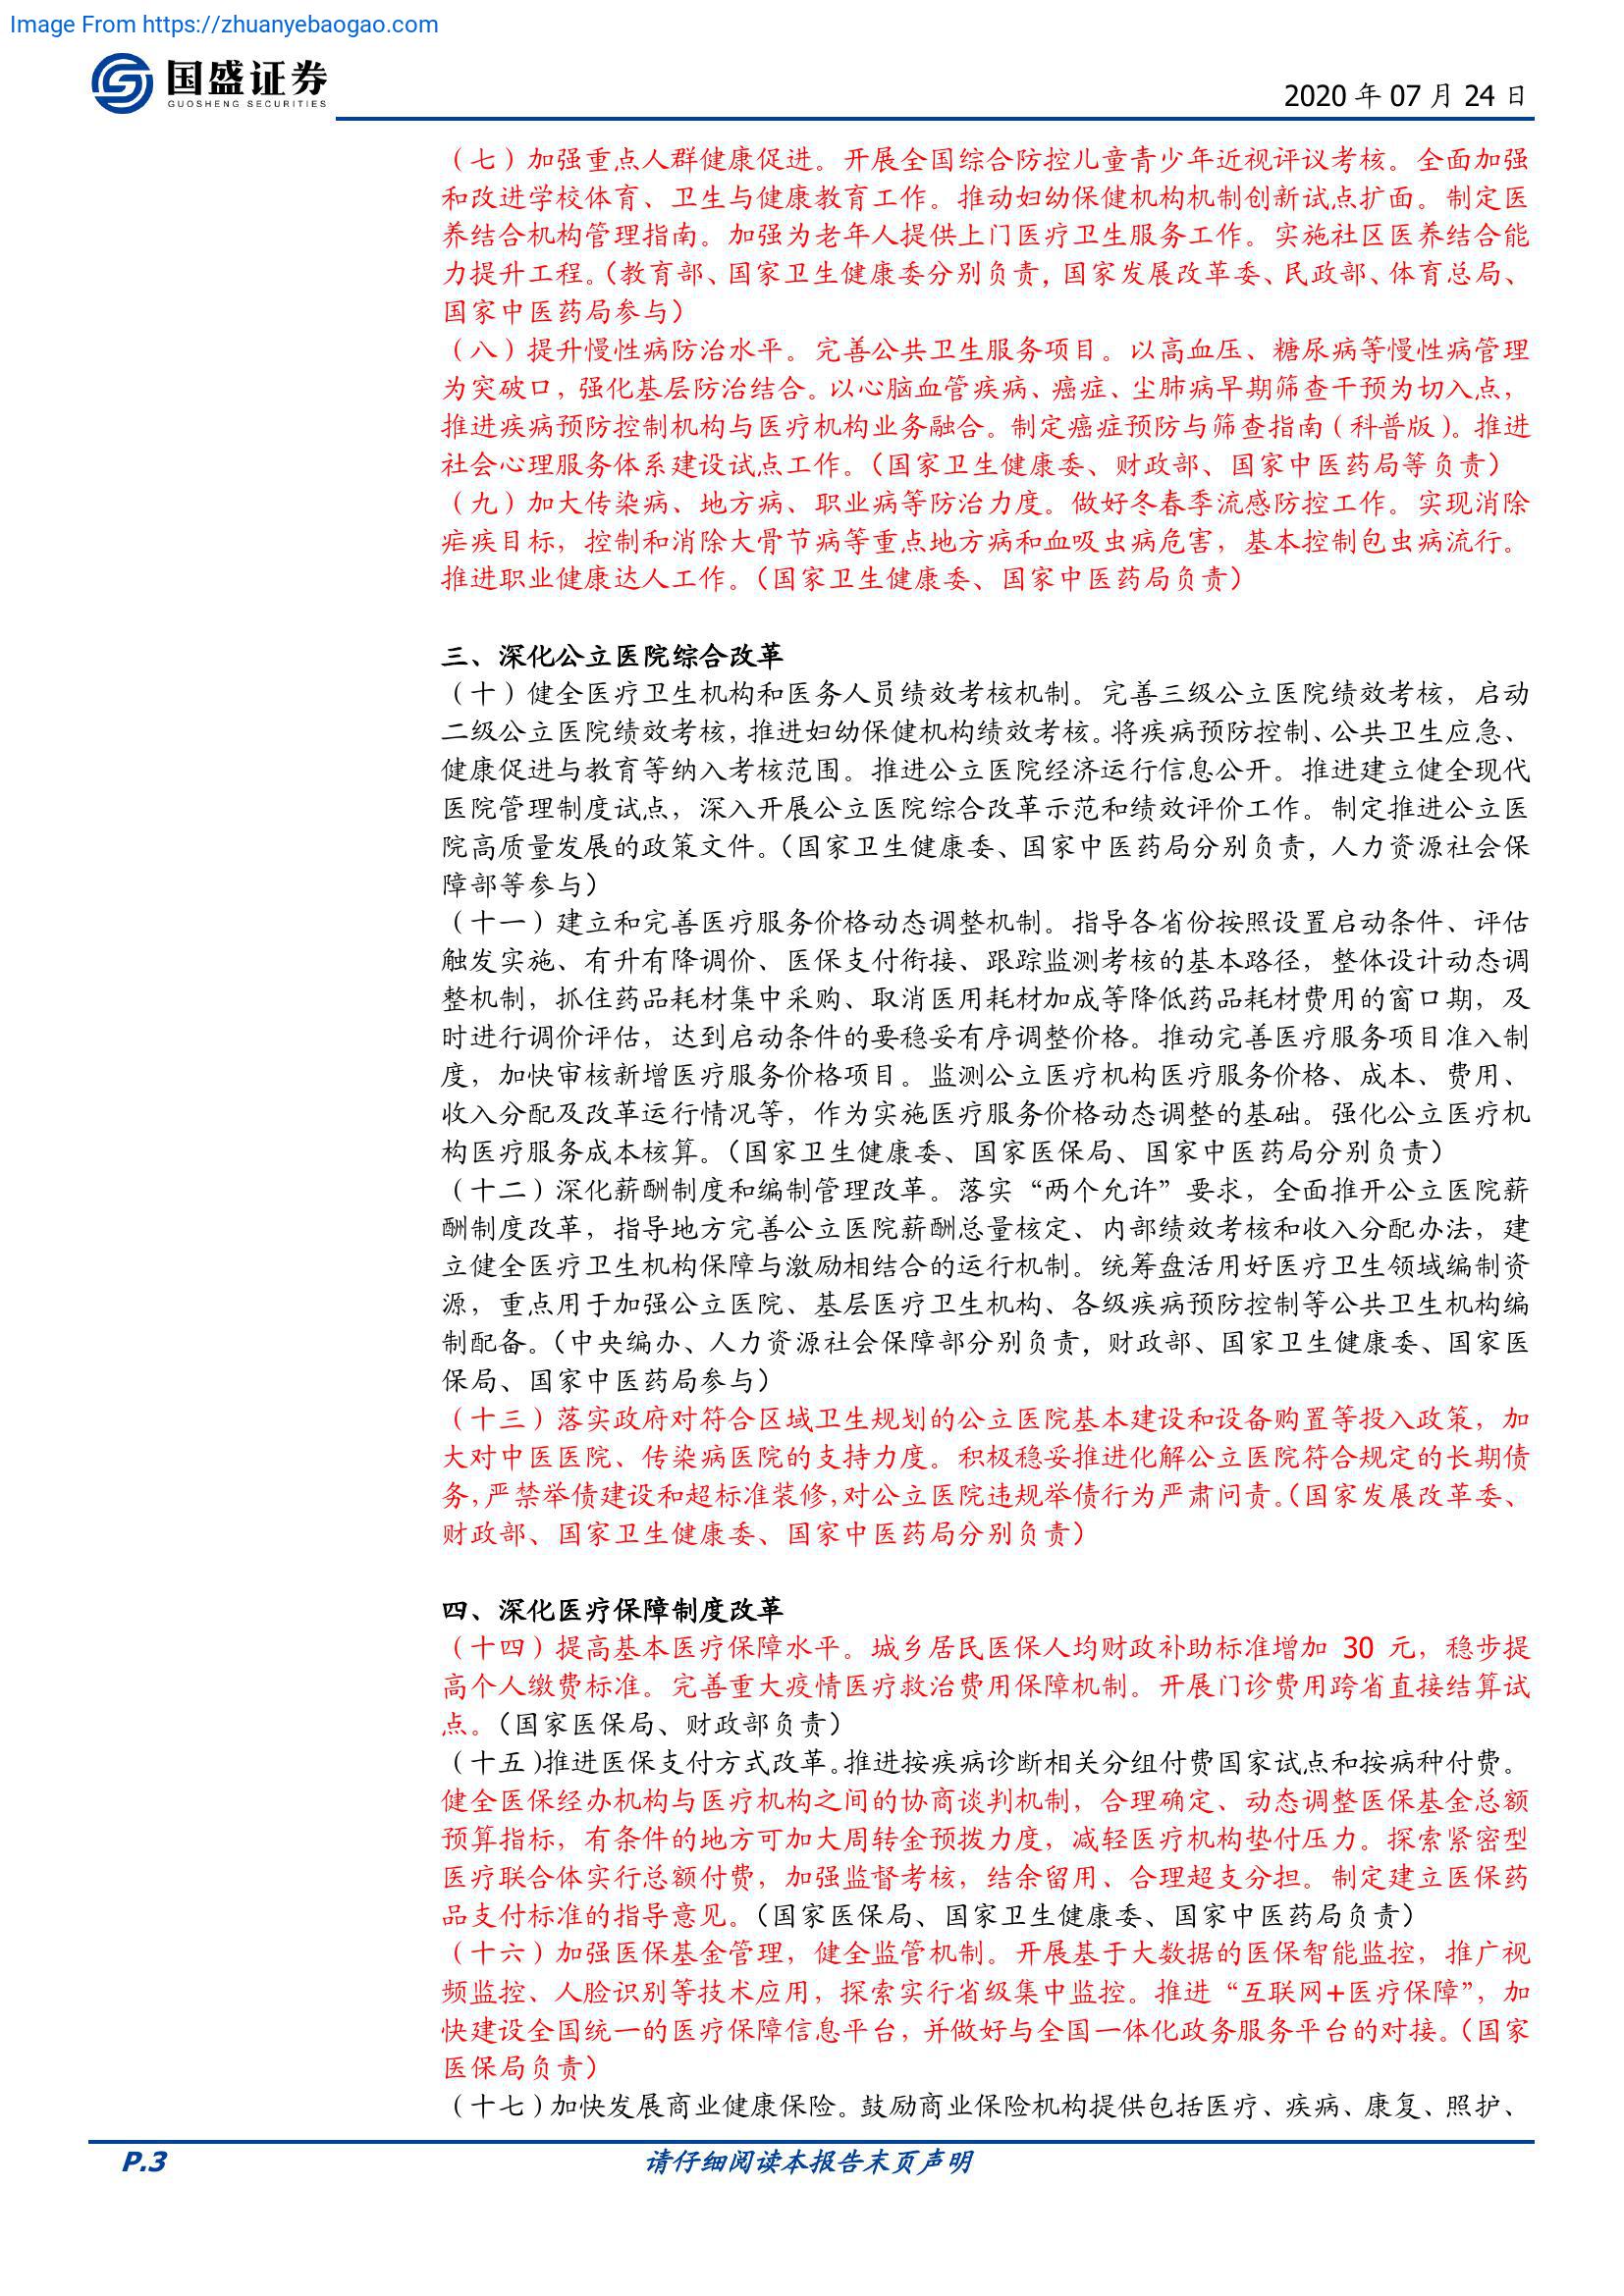 Image From https://zhuanyebaogao.com
国盛证券
GUOSHENG SECURITIES
2020 年 07 月 24 日
（七）加强重点人群健康促进。开展全国综合防控儿童青少年近视评议考核。全面加强
和改进学校体育、卫生与健康教育工作。推动妇幼保健机构机制创新试点扩面。制定医
养结合机构管理指南。加强为老年人提供上门医疗卫生服务工作。实施社区医养结合能
力提升工程。（教育部、国家卫生健康委分别负责，国家发展改革委、民政部、体育总局、
国家中医药局参与）
（八）提升慢性病防治水平。完善公共卫生服务项目。以高血压、糖尿病等慢性病管理
为突破口，强化基层防治结合。以心脑血管疾病、癌症、尘肺病早期筛查干预为切入点，
推进疾病预防控制机构与医疗机构业务融合。制定癌症预防与筛查指南（科普版）。推进
社会心理服务体系建设试点工作。（国家卫生健康委、财政部、国家中医药局等负责）
（九）加大传染病、地方病、职业病等防治力度。做好冬春季流感防控工作。实现消除
疟疾目标，控制和消除大骨节病等重点地方病和血吸虫病危害，基本控制包虫病流行。
推进职业健康达人工作。（国家卫生健康委、国家中医药局负责）
三、深化公立医院综合改革
（十）健全医疗卫生机构和医务人员绩效考核机制。完善三级公立医院绩效考核，启动
二级公立医院绩效考核，推进妇幼保健机构绩效考核。将疾病预防控制、公共卫生应急、
健康促进与教育等纳入考核范围。推进公立医院经济运行信息公开。推进建立健全现代
医院管理制度试点，深入开展公立医院综合改革示范和绩效评价工作。制定推进公立医
院高质量发展的政策文件。（国家卫生健康委、国家中医药局分别负责，人力资源社会保
障部等参与）
（十一）建立和完善医疗服务价格动态调整机制。指导各省份按照设置启动条件、评估
触发实施、有升有降调价、医保支付衔接、跟踪监测考核的基本路径，整体设计动态调
整机制，抓住药品耗材集中采购、取消医用耗材加成等降低药品耗材费用的窗口期，及
时进行调价评估，达到启动条件的要稳妥有序调整价格。推动完善医疗服务项目准入制
度，加快审核新增医疗服务价格项目。监测公立医疗机构医疗服务价格、成本、费用、
收入分配及改革运行情况等，作为实施医疗服务价格动态调整的基础。强化公立医疗机
构医疗服务成本核算。（国家卫生健康委、国家医保局、国家中医药局分别负责）
（十二）深化薪酬制度和编制管理改革。落实“两个允许”要求，全面推开公立医院薪
酬制度改革，指导地方完善公立医院薪酬总量核定、内部绩效考核和收入分配办法，建
立健全医疗卫生机构保障与激励相结合的运行机制。统筹盘活用好医疗卫生领域编制资
源，重点用于加强公立医院、基层医疗卫生机构、各级疾病预防控制等公共卫生机构编
制配备。（中央编办、人力资源社会保障部分别负责，财政部、国家卫生健康委、国家医
保局、国家中医药局参与）
（十三）落实政府对符合区域卫生规划的公立医院基本建设和设备购置等投入政策，加
大对中医医院、传染病医院的支持力度。积极稳妥推进化解公立医院符合规定的长期债
务，严禁举债建设和超标准装修，对公立医院违规举债行为严肃问责。（国家发展改革委、
财政部、国家卫生健康委、国家中医药局分别负责）
四、深化医疗保障制度改革
（十四）提高基本医疗保障水平。城乡居民医保人均财政补助标准增加 30 元，稳步提
高个人缴费标准。完善重大疫情医疗救治费用保障机制。开展门诊费用跨省直接结算试
点。（国家医保局、财政部负责）
（十五）推进医保支付方式改革。推进按疾病诊断相关分组付费国家试点和按病种付费。
健全医保经办机构与医疗机构之间的协商谈判机制，合理确定、动态调整医保基金总额
预算指标，有条件的地方可加大周转金预拨力度，减轻医疗机构垫付压力。探索紧密型
医疗联合体实行总额付费，加强监督考核，结余留用、合理超支分担。制定建立医保药
品支付标准的指导意见。（国家医保局、国家卫生健康委、国家中医药局负责）
（十六）加强医保基金管理，健全监管机制。开展基于大数据的医保智能监控，推广视
频监控、人脸识别等技术应用，探索实行省级集中监控。推进“互联网+医疗保障”，加
快建设全国统一的医疗保障信息平台，并做好与全国一体化政务服务平台的对接。（国家
医保局负责）
（十七）加快发展商业健康保险。鼓励商业保险机构提供包括医疗、疾病、康复、照护、
P.3
请仔细阅读本报告末页声明